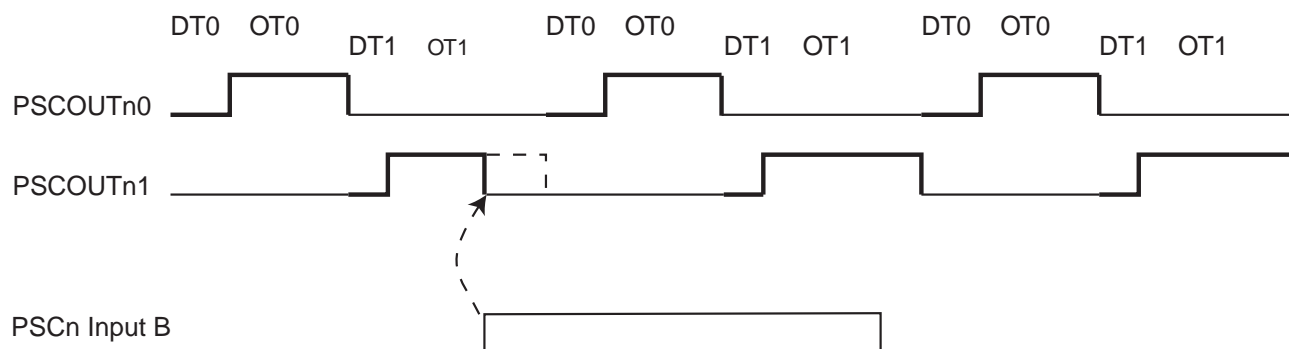 DT0 OT0 DT0 OT0 DT0 OT0
DT1 OT1 DT1 OT1 DT1 OT1
PSCOUTn0
PSCOUTn1
PSCn Input B